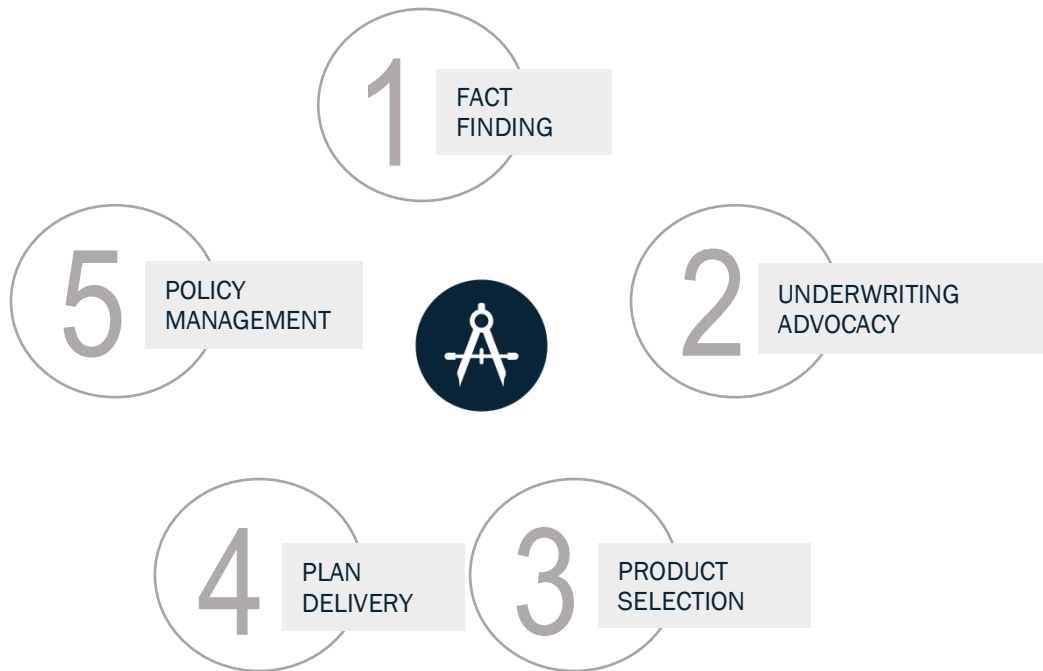 1
FACT
FINDING
2
UNDERWRITING
ADVOCACY
3
PRODUCT
SELECTION
4
PLAN
DELIVERY
5
POLICY
MANAGEMENT